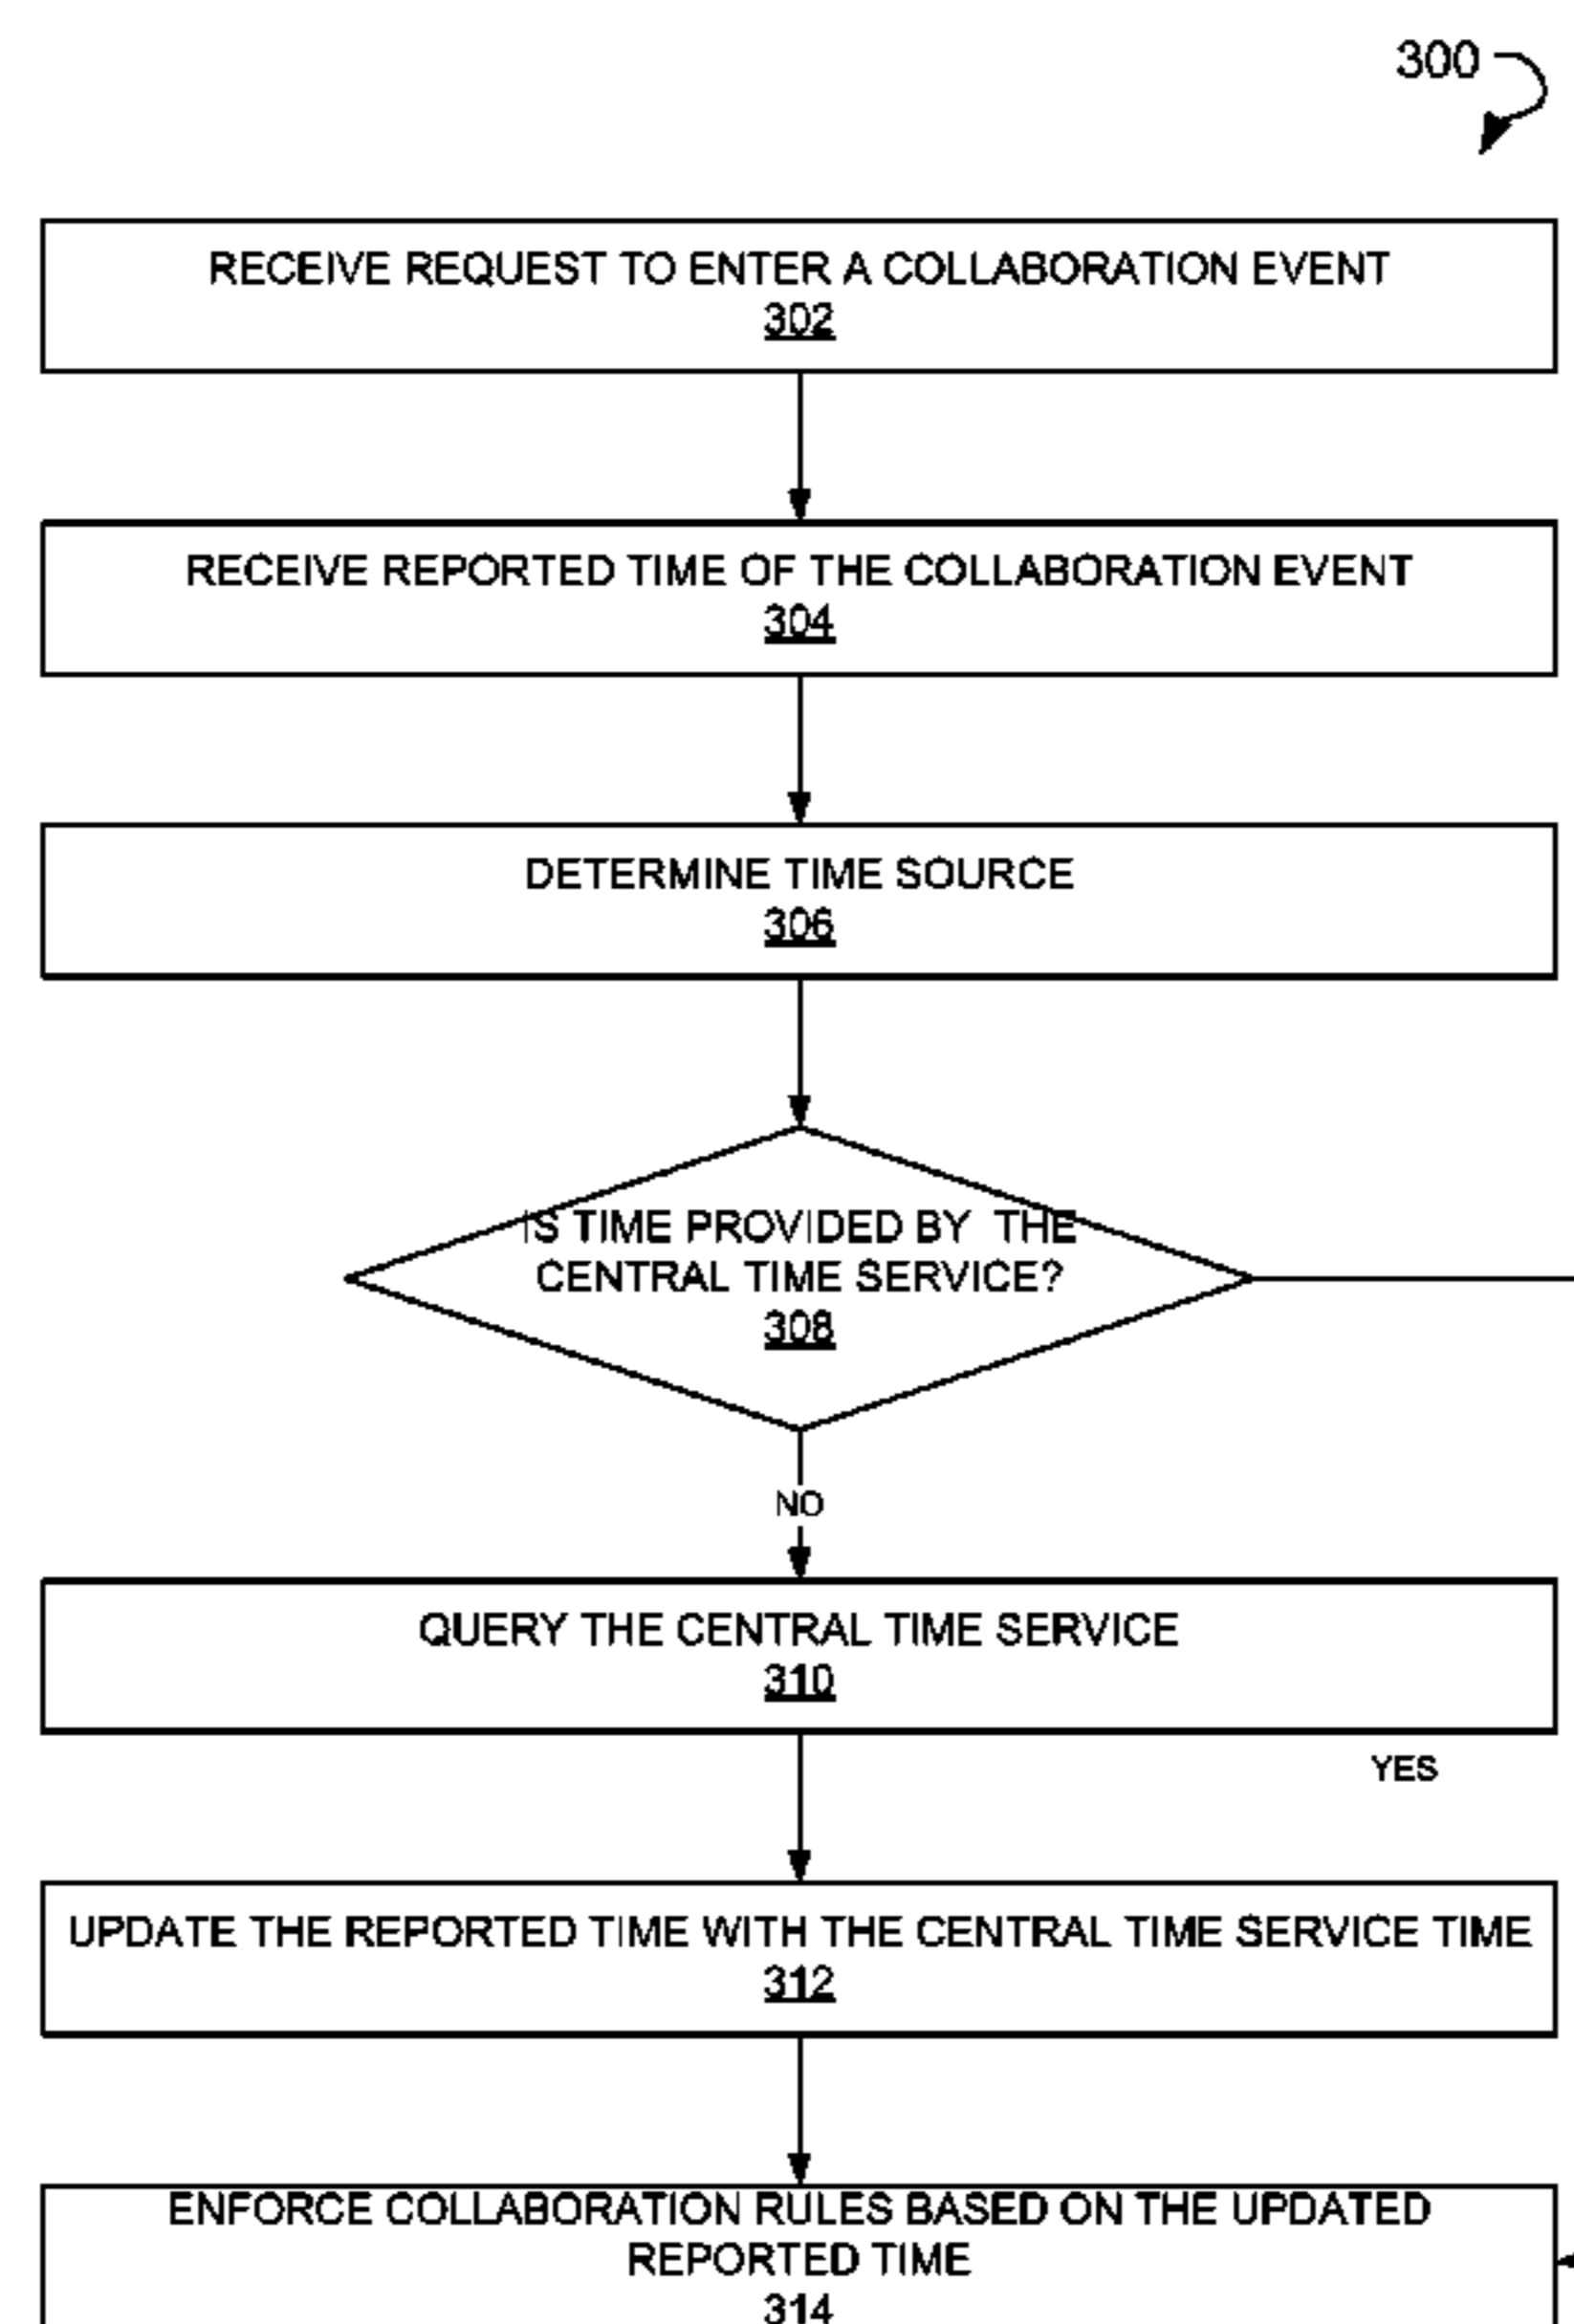 300
RECEIVE REQUEST TO ENTER A COLLABORATION EVENT
302
RECEIVE REPORTED TIME OF THE COLLABORATION EVENT
304
DETERMINE TIME SOURCE
306
IS TIME PROVIDED BY THE
CENTRAL TIME SERVICE?
308
NO
QUERY THE CENTRAL TIME SERVICE
310
YES
UPDATE THE REPORTED TIME WITH THE CENTRAL TIME SERVICE TIME
312
ENFORCE COLLABORATION RULES BASED ON THE UPDATED
REPORTED TIME
314